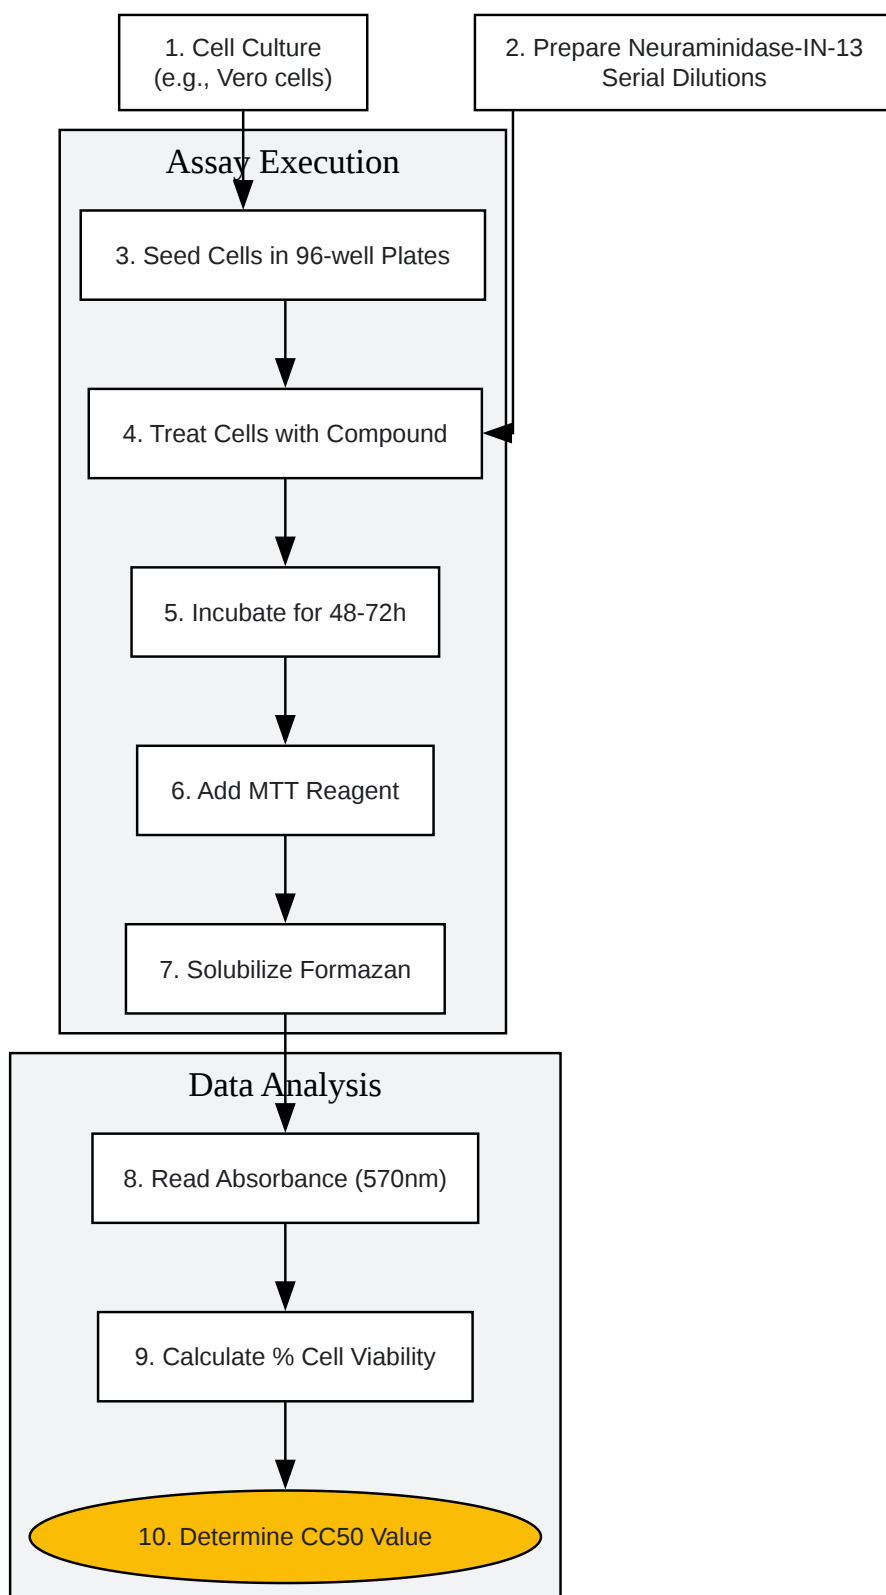 1. Cell Culture
(e.g., Vero cells)
2. Prepare Neuraminidase-IN-13
Serial Dilutions
Assay Execution
3. Seed Cells in 96-well Plates
4. Treat Cells with Compound
5. Incubate for 48-72h
6. Add MTT Reagent
7. Solubilize Formazan
Data Analysis
8. Read Absorbance (570nm)
9. Calculate % Cell Viability
10. Determine CC50 Value